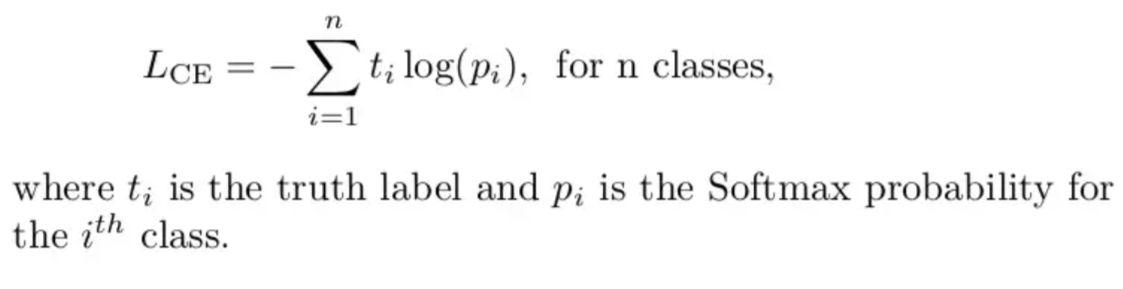 L_CE = − ∑_{i=1}^{n} t_i log(p_i), for n classes,
where t_i is the truth label and p_i is the Softmax probability for
the i^th class.